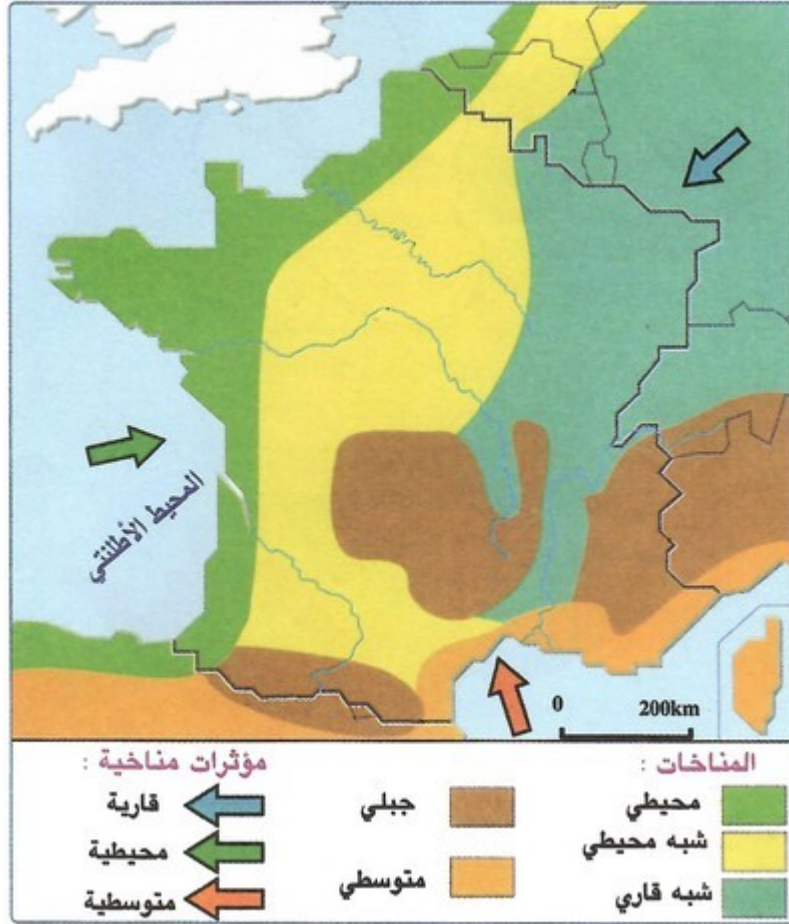 المحيط الأطلنتي
0 200km
المناخات :
محيطي
شبه محيطي
شبه قاري
جبلي
متوسطي
مؤثرات مناخية :
قارية
محيطية
متوسطية